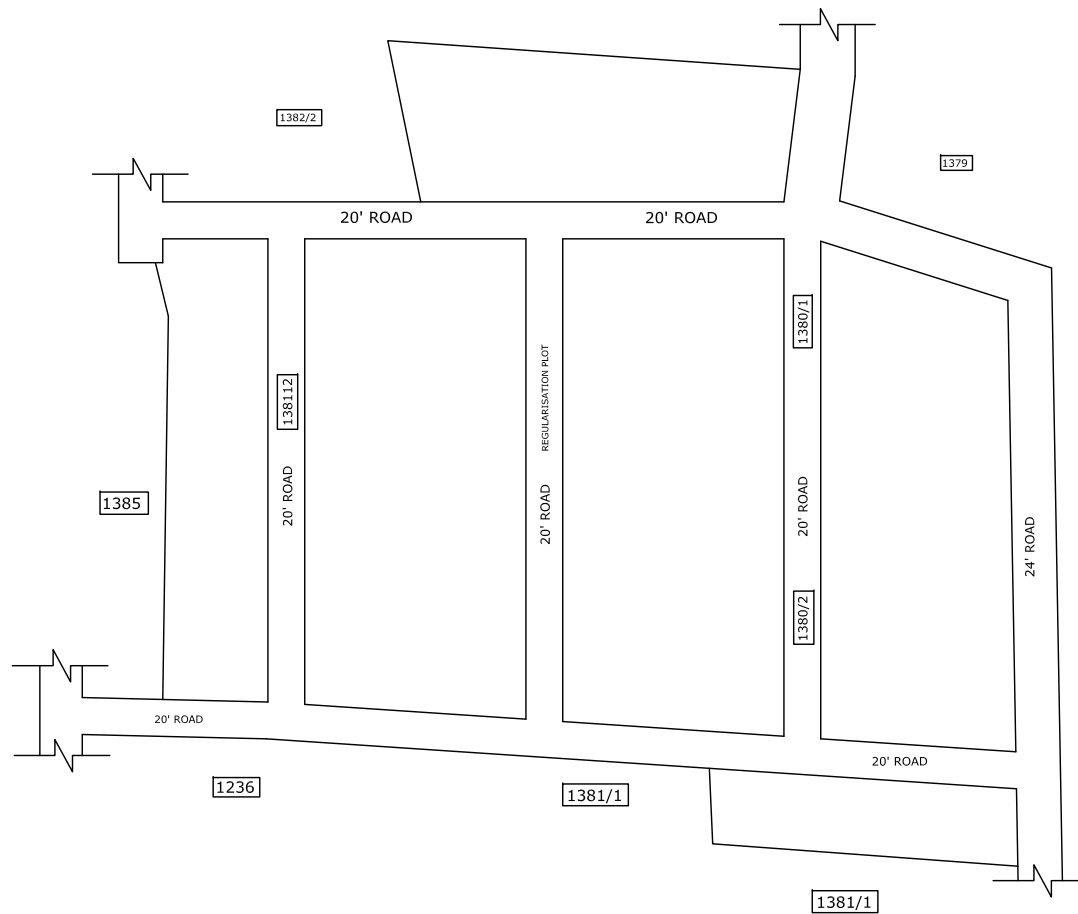 1382/2
1379
20' ROAD
20' ROAD
1380/1
REGULARISATION PLOT
138112
1385
20' ROAD
20' ROAD
20' ROAD
24' ROAD
1380/2
20' ROAD
20' ROAD
1236
1381/1
1381/1